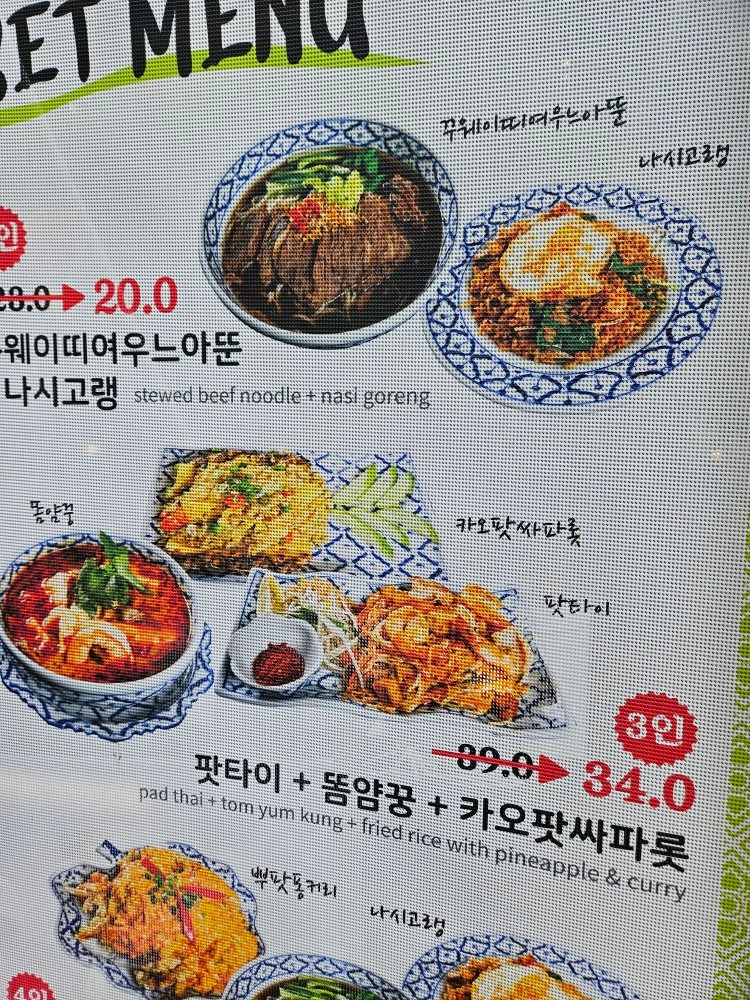 SET MENU
꾸웨이띠여우느아뚠
나시고랭
인
28.0 20.0
웨이띠여우느아뚠
나시고랭 stewed beef noodle + nasi goreng
똠얌꿍
카오팟싸파롯
팟타이
3인
39.0 34.0
팟타이 + 똠얌꿍 + 카오팟싸파롯
pad thai + tom yum kung + fried rice with pineapple & curry
뿌팟퐁커리
나시고랭
4인